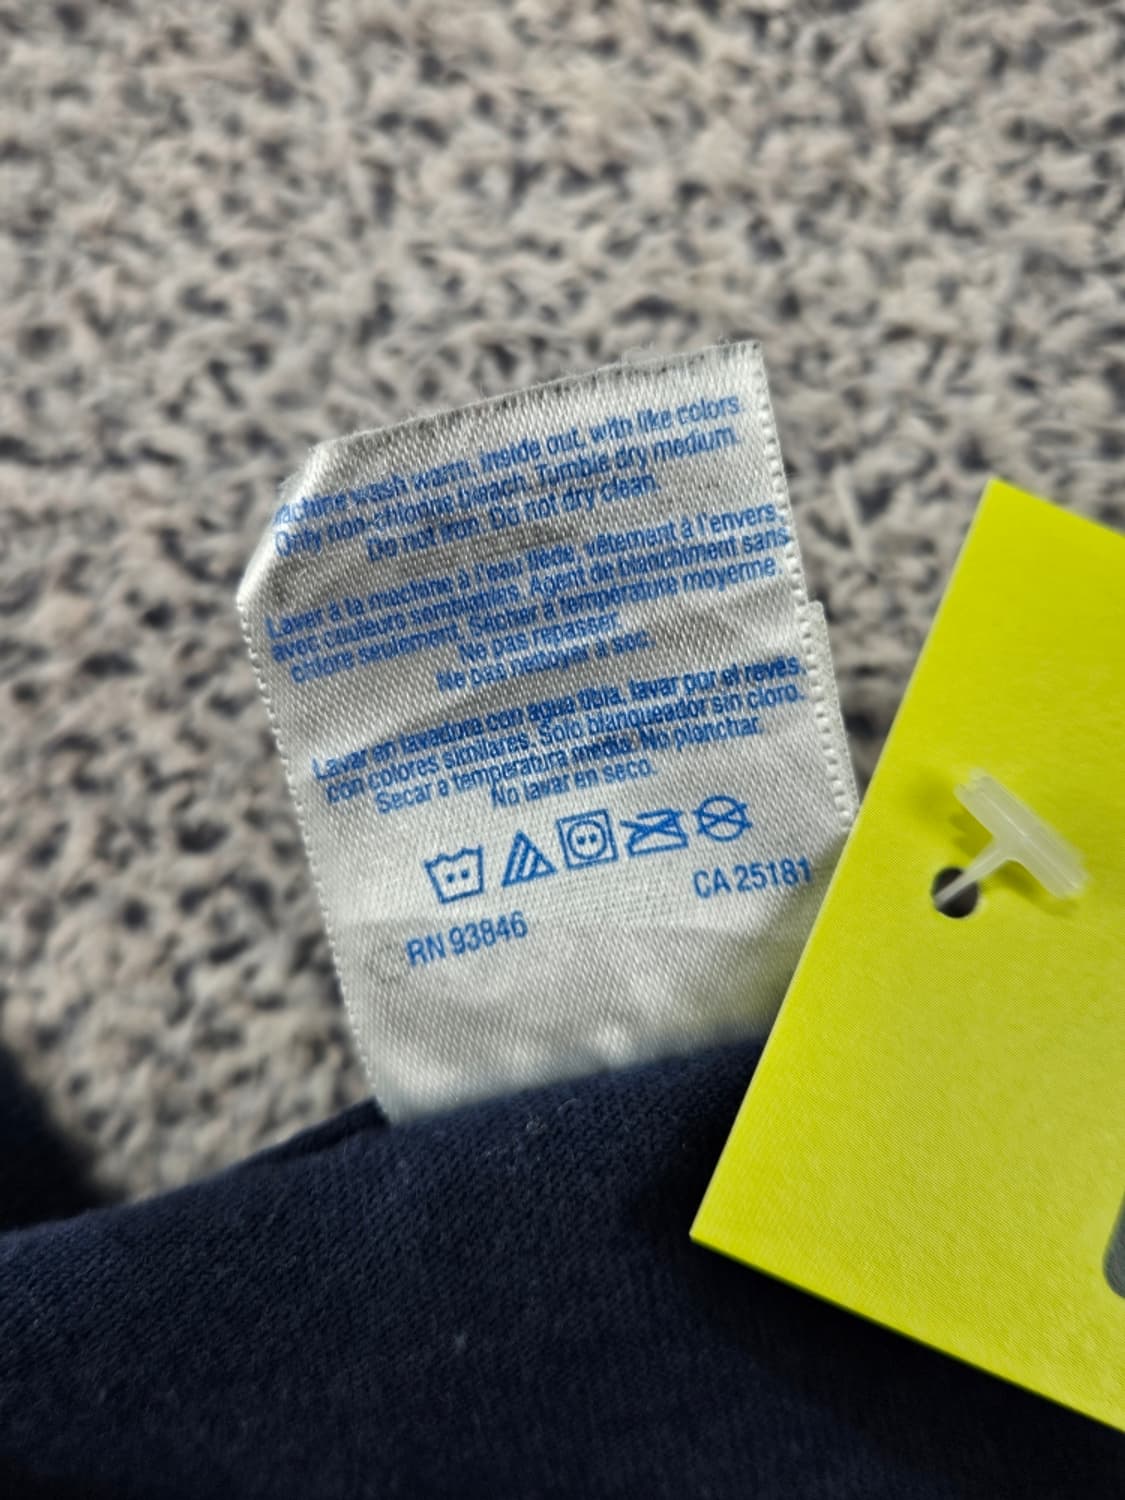 Machine wash warm, inside out, with like colors.
Only non-chlorine bleach. Tumble dry medium.
Do not iron. Do not dry clean.
Laver à la machine à l'eau tiède, vêtement à l'envers,
avec couleurs semblables. Agent de blanchiment sans
chlore seulement. Sécher à température moyenne.
Ne pas repasser.
Ne pas nettoyer à sec.
Lavar en lavadora con agua tibia, lavar por el reves,
con colores similares. Solo blanqueador sin cloro.
Secar a temperatura media. No planchar.
No lavar en seco.
RN 93846
CA 25181